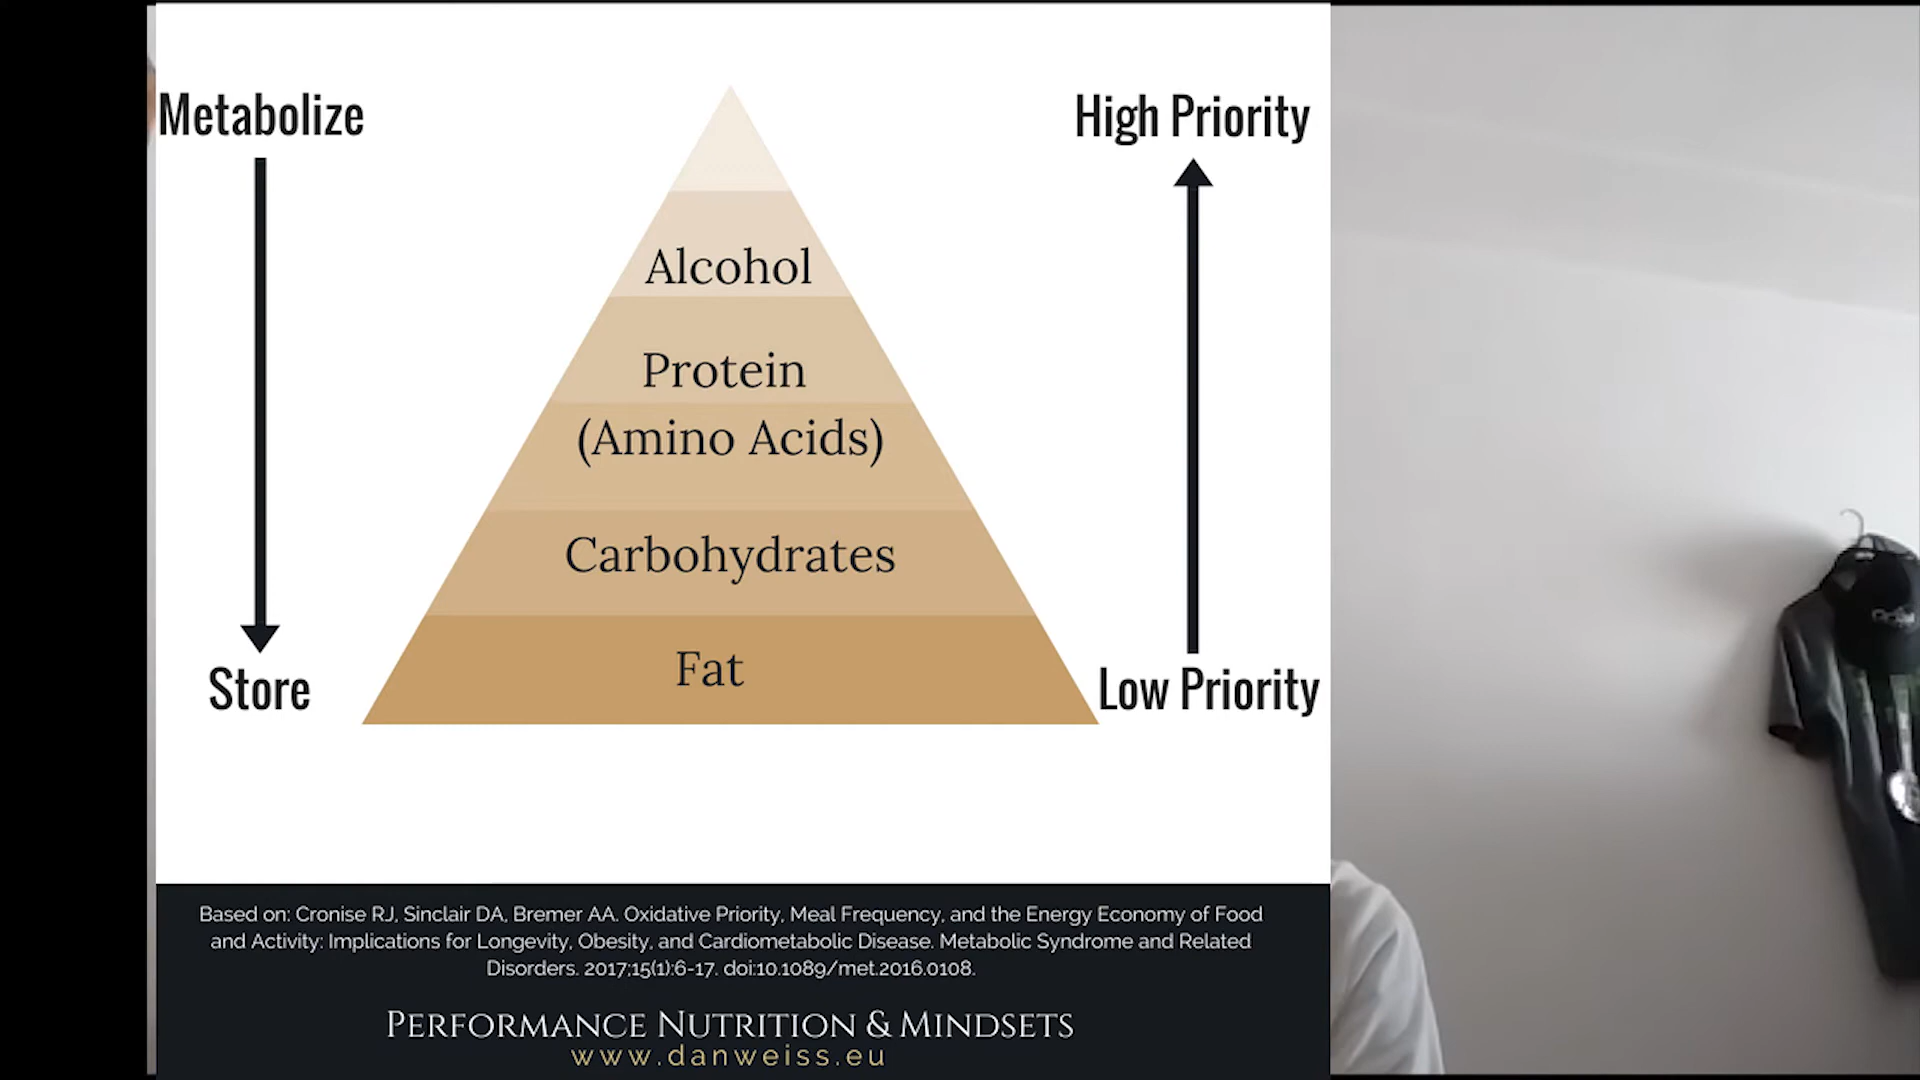 Metabolize
High Priority
Alcohol
Protein
(Amino Acids)
Carbohydrates
Fat
Store
Low Priority
Based on: Cronise RJ, Sinclair DA, Bremer AA. Oxidative Priority, Meal Frequency, and the Energy Economy of Food
and Activity: Implications for Longevity, Obesity, and Cardiometabolic Disease. Metabolic Syndrome and Related
Disorders. 2017;15(1):6-17. doi:10.1089/met.2016.0108.
PERFORMANCE NUTRITION & MINDSETS
www.danweiss.eu